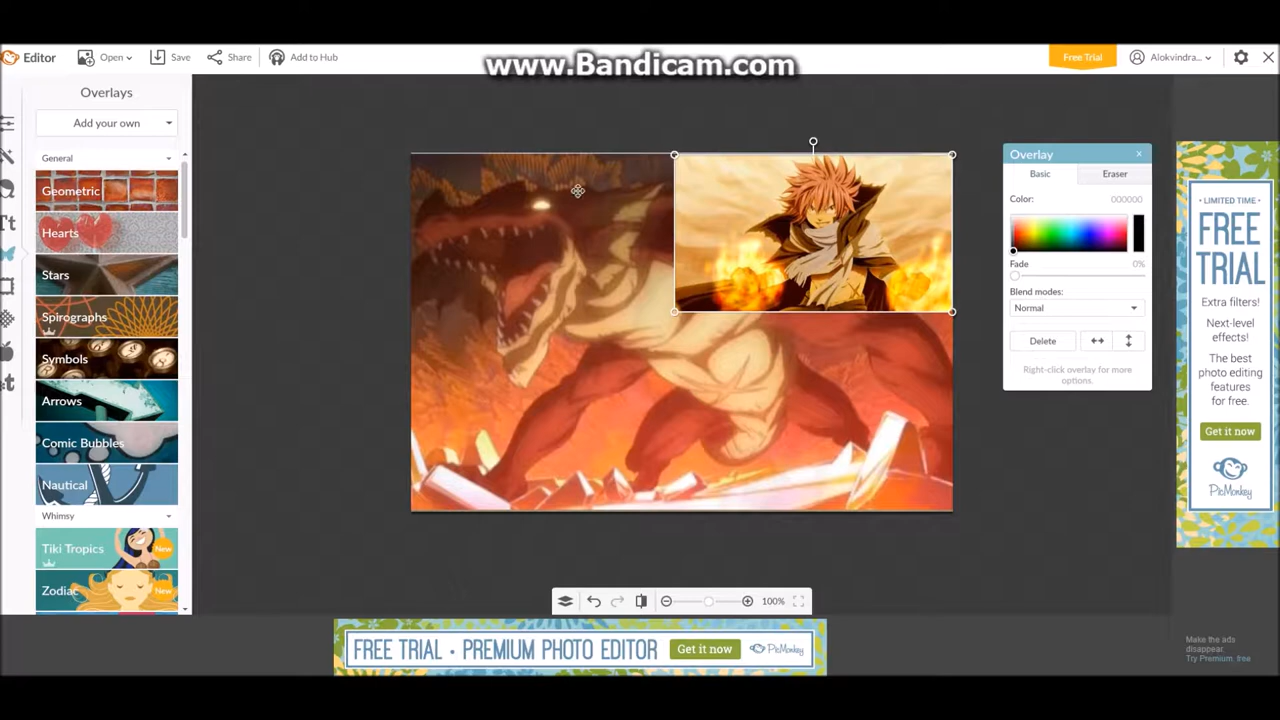 www.Bandicam.com
Editor
Open
Save
Share
Add to Hub
Free Trial
Alokvindra...
Overlays
Add your own
General
Geometric
Hearts
Stars
Spirographs
Symbols
Arrows
Comic Bubbles
Nautical
Whimsy
Tiki Tropics
New
Zodiac
New
Tt
Overlay
Basic
Eraser
Color:
000000
Fade
0%
Blend modes:
Normal
Delete
Right-click overlay for more
options.
100%
• LIMITED TIME •
FREE
TRIAL
Extra filters!
Next-level
effects!
The best
photo editing
features
for free.
Get it now
PicMonkey
FREE TRIAL • PREMIUM PHOTO EDITOR
Get it now
PicMonkey
Make the ads
disappear.
Try Premium, free